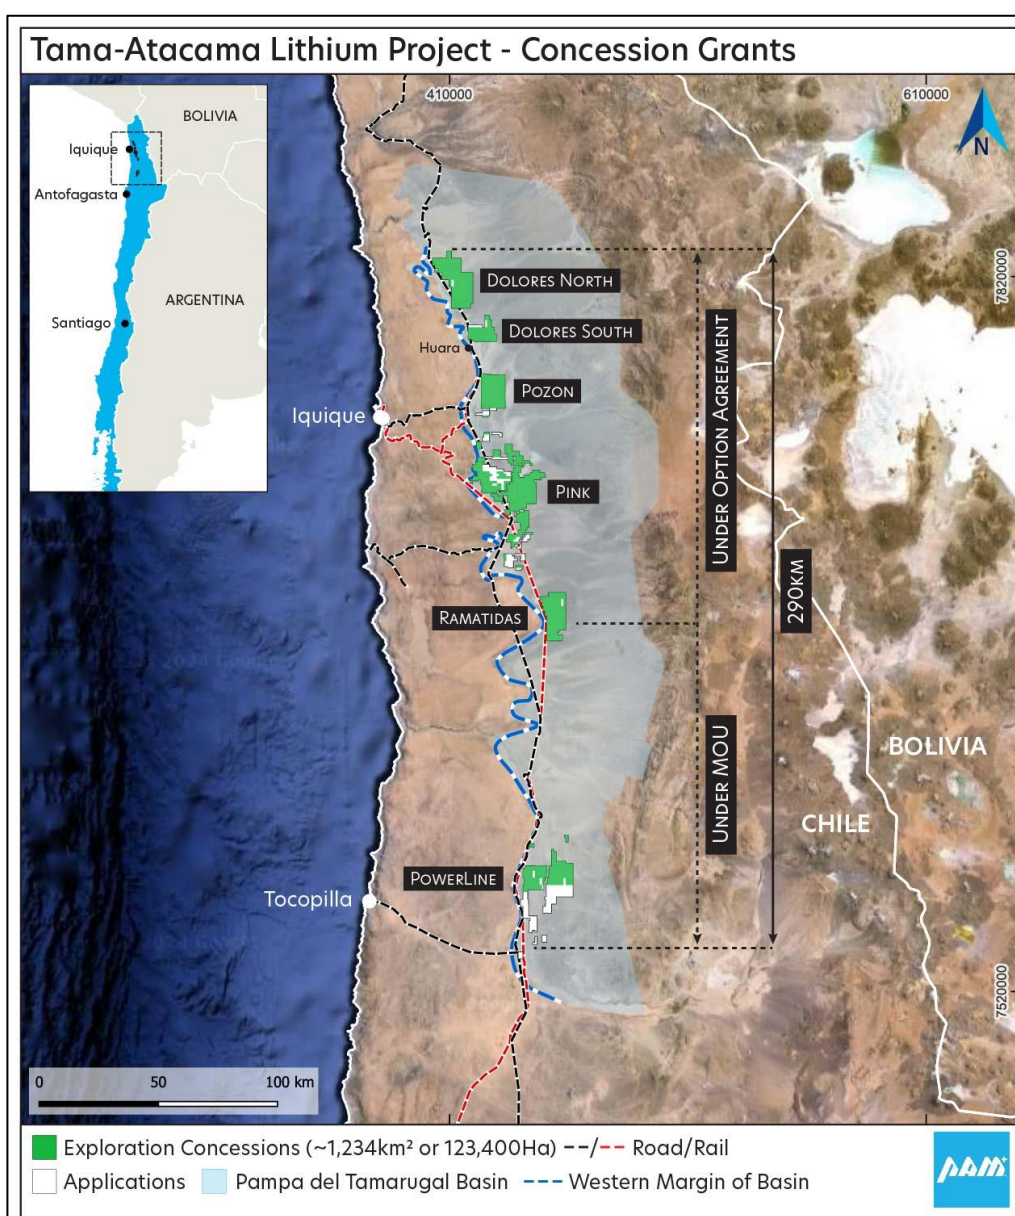 Tama-Atacama Lithium Project - Concession Grants
BOLIVIA
Iquique
Antofagasta
ARGENTINA
Santiago
410000
610000
N
7820000
DOLORES NORTH
DOLORES SOUTH
Huara
POZON
Iquique
PINK
UNDER OPTION AGREEMENT
290KM
RAMATIDAS
UNDER MOU
BOLIVIA
CHILE
POWERLINE
Tocopilla
7520000
0 50 100 km
Exploration Concessions (~1,234km² or 123,400Ha)
Road/Rail
Applications
Pampa del Tamarugal Basin
Western Margin of Basin
PAM+